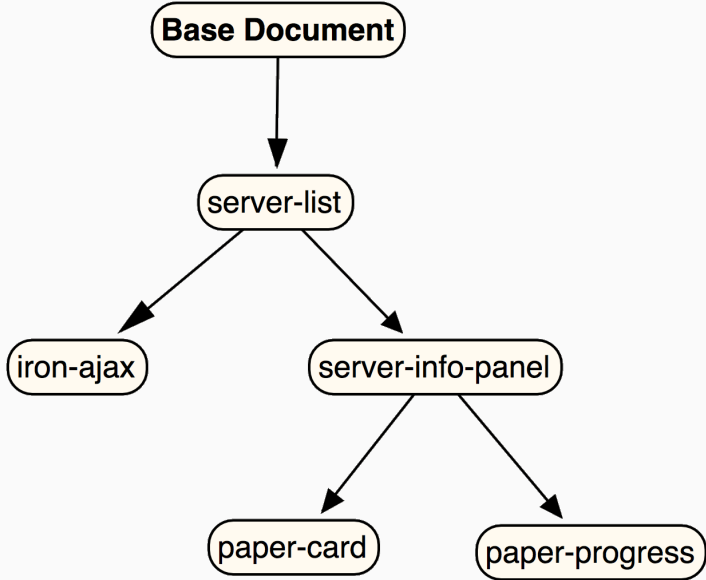 Base Document
server-list
iron-ajax
server-info-panel
paper-card
paper-progress